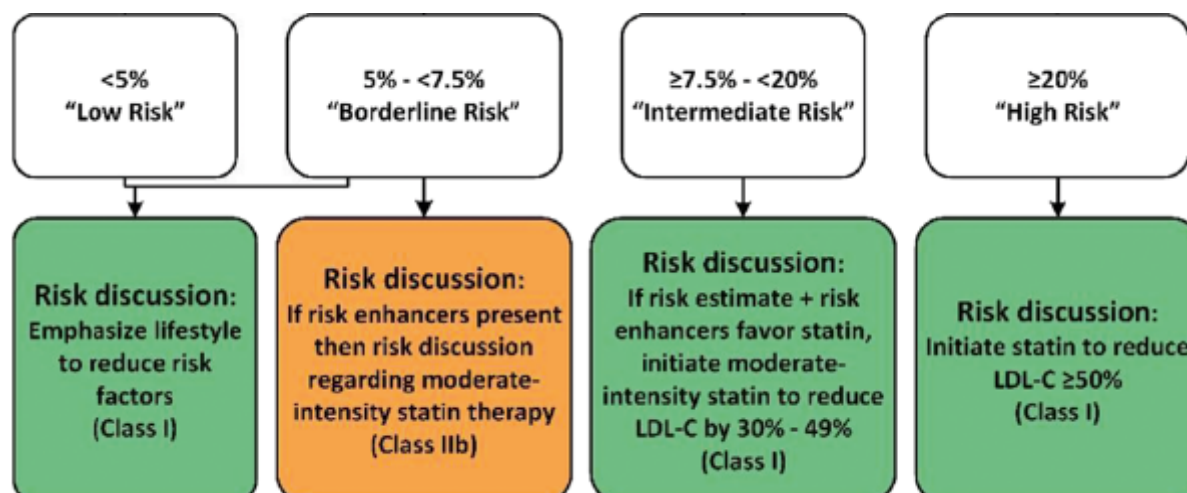 <5%
“Low Risk”
5% - <7.5%
“Borderline Risk”
≥7.5% - <20%
“Intermediate Risk”
≥20%
“High Risk”
Risk discussion:
Emphasize lifestyle
to reduce risk
factors
(Class I)
Risk discussion:
If risk enhancers present
then risk discussion
regarding moderate-
intensity statin therapy
(Class IIb)
Risk discussion:
If risk estimate + risk
enhancers favor statin,
initiate moderate-
intensity statin to reduce
LDL-C by 30% - 49%
(Class I)
Risk discussion:
Initiate statin to reduce
LDL-C ≥50%
(Class I)